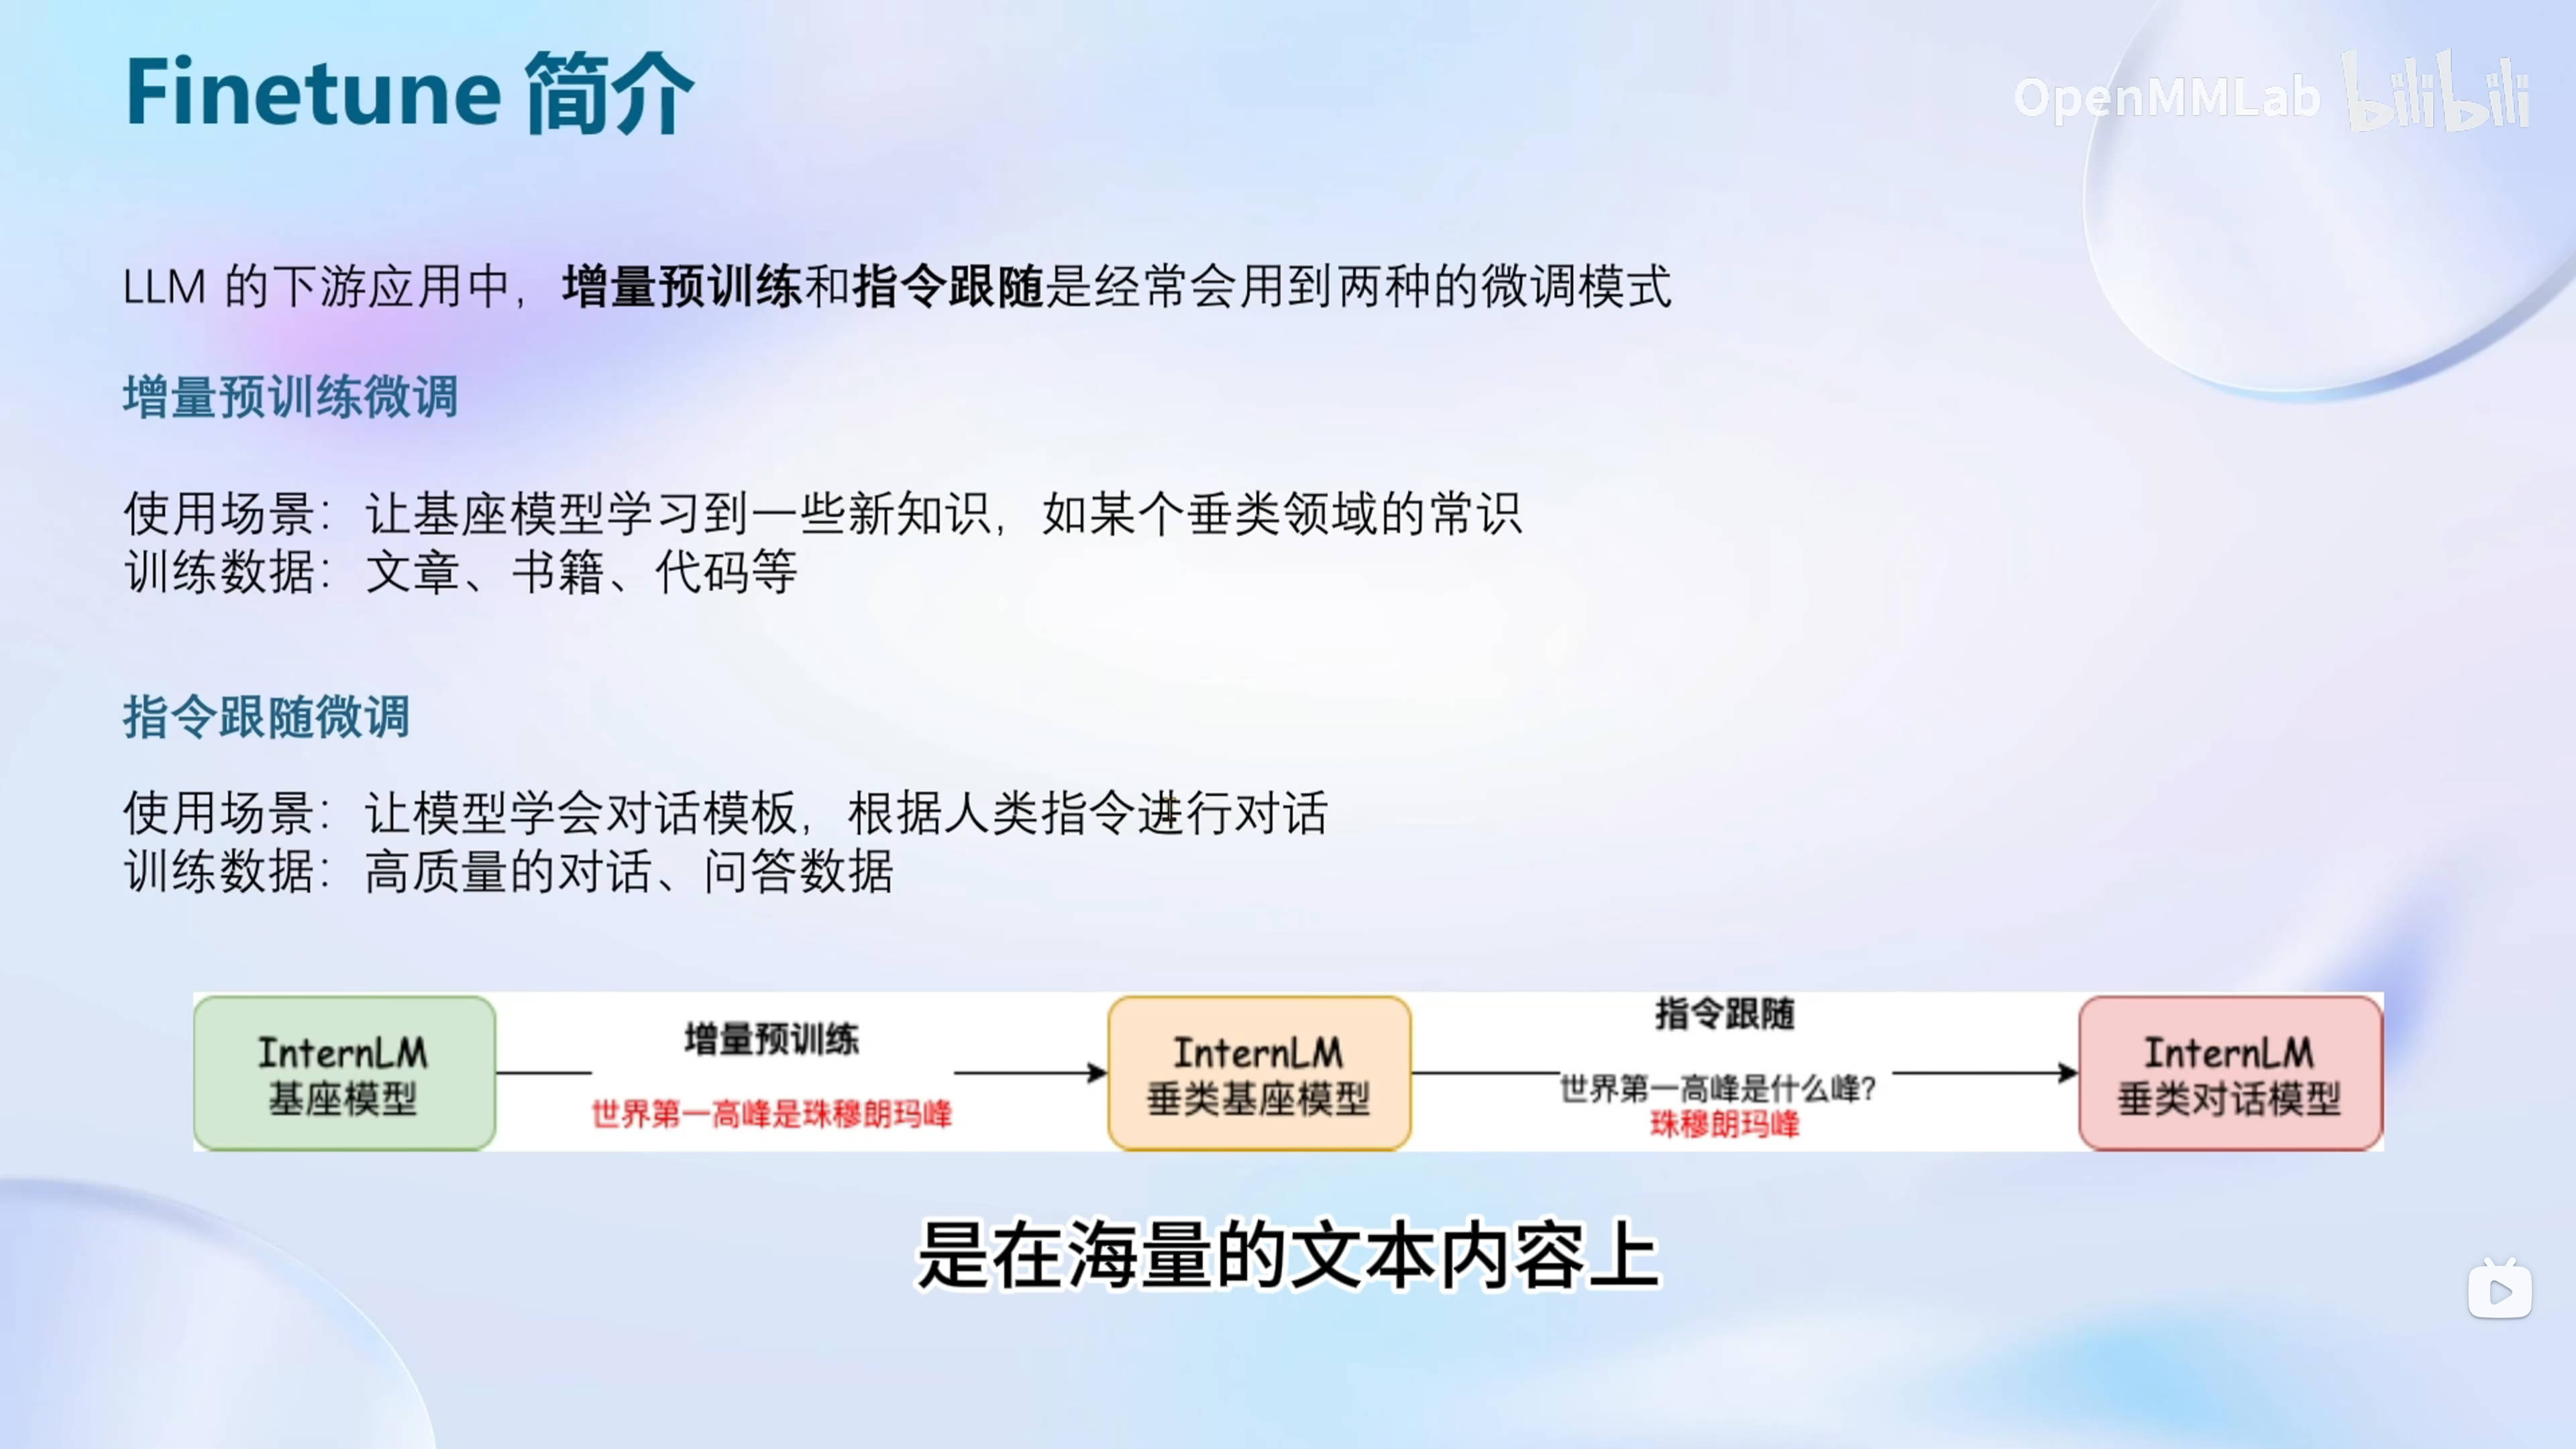 Finetune 简介
OpenMMLab bilibili
LLM 的下游应用中，增量预训练和指令跟随是经常会用到两种的微调模式
增量预训练微调
使用场景：让基座模型学习到一些新知识，如某个垂类领域的常识
训练数据：文章、书籍、代码等
指令跟随微调
使用场景：让模型学会对话模板，根据人类指令进行对话
训练数据：高质量的对话、问答数据
InternLM
基座模型
增量预训练
世界第一高峰是珠穆朗玛峰
InternLM
垂类基座模型
指令跟随
世界第一高峰是什么峰?
珠穆朗玛峰
InternLM
垂类对话模型
是在海量的文本内容上